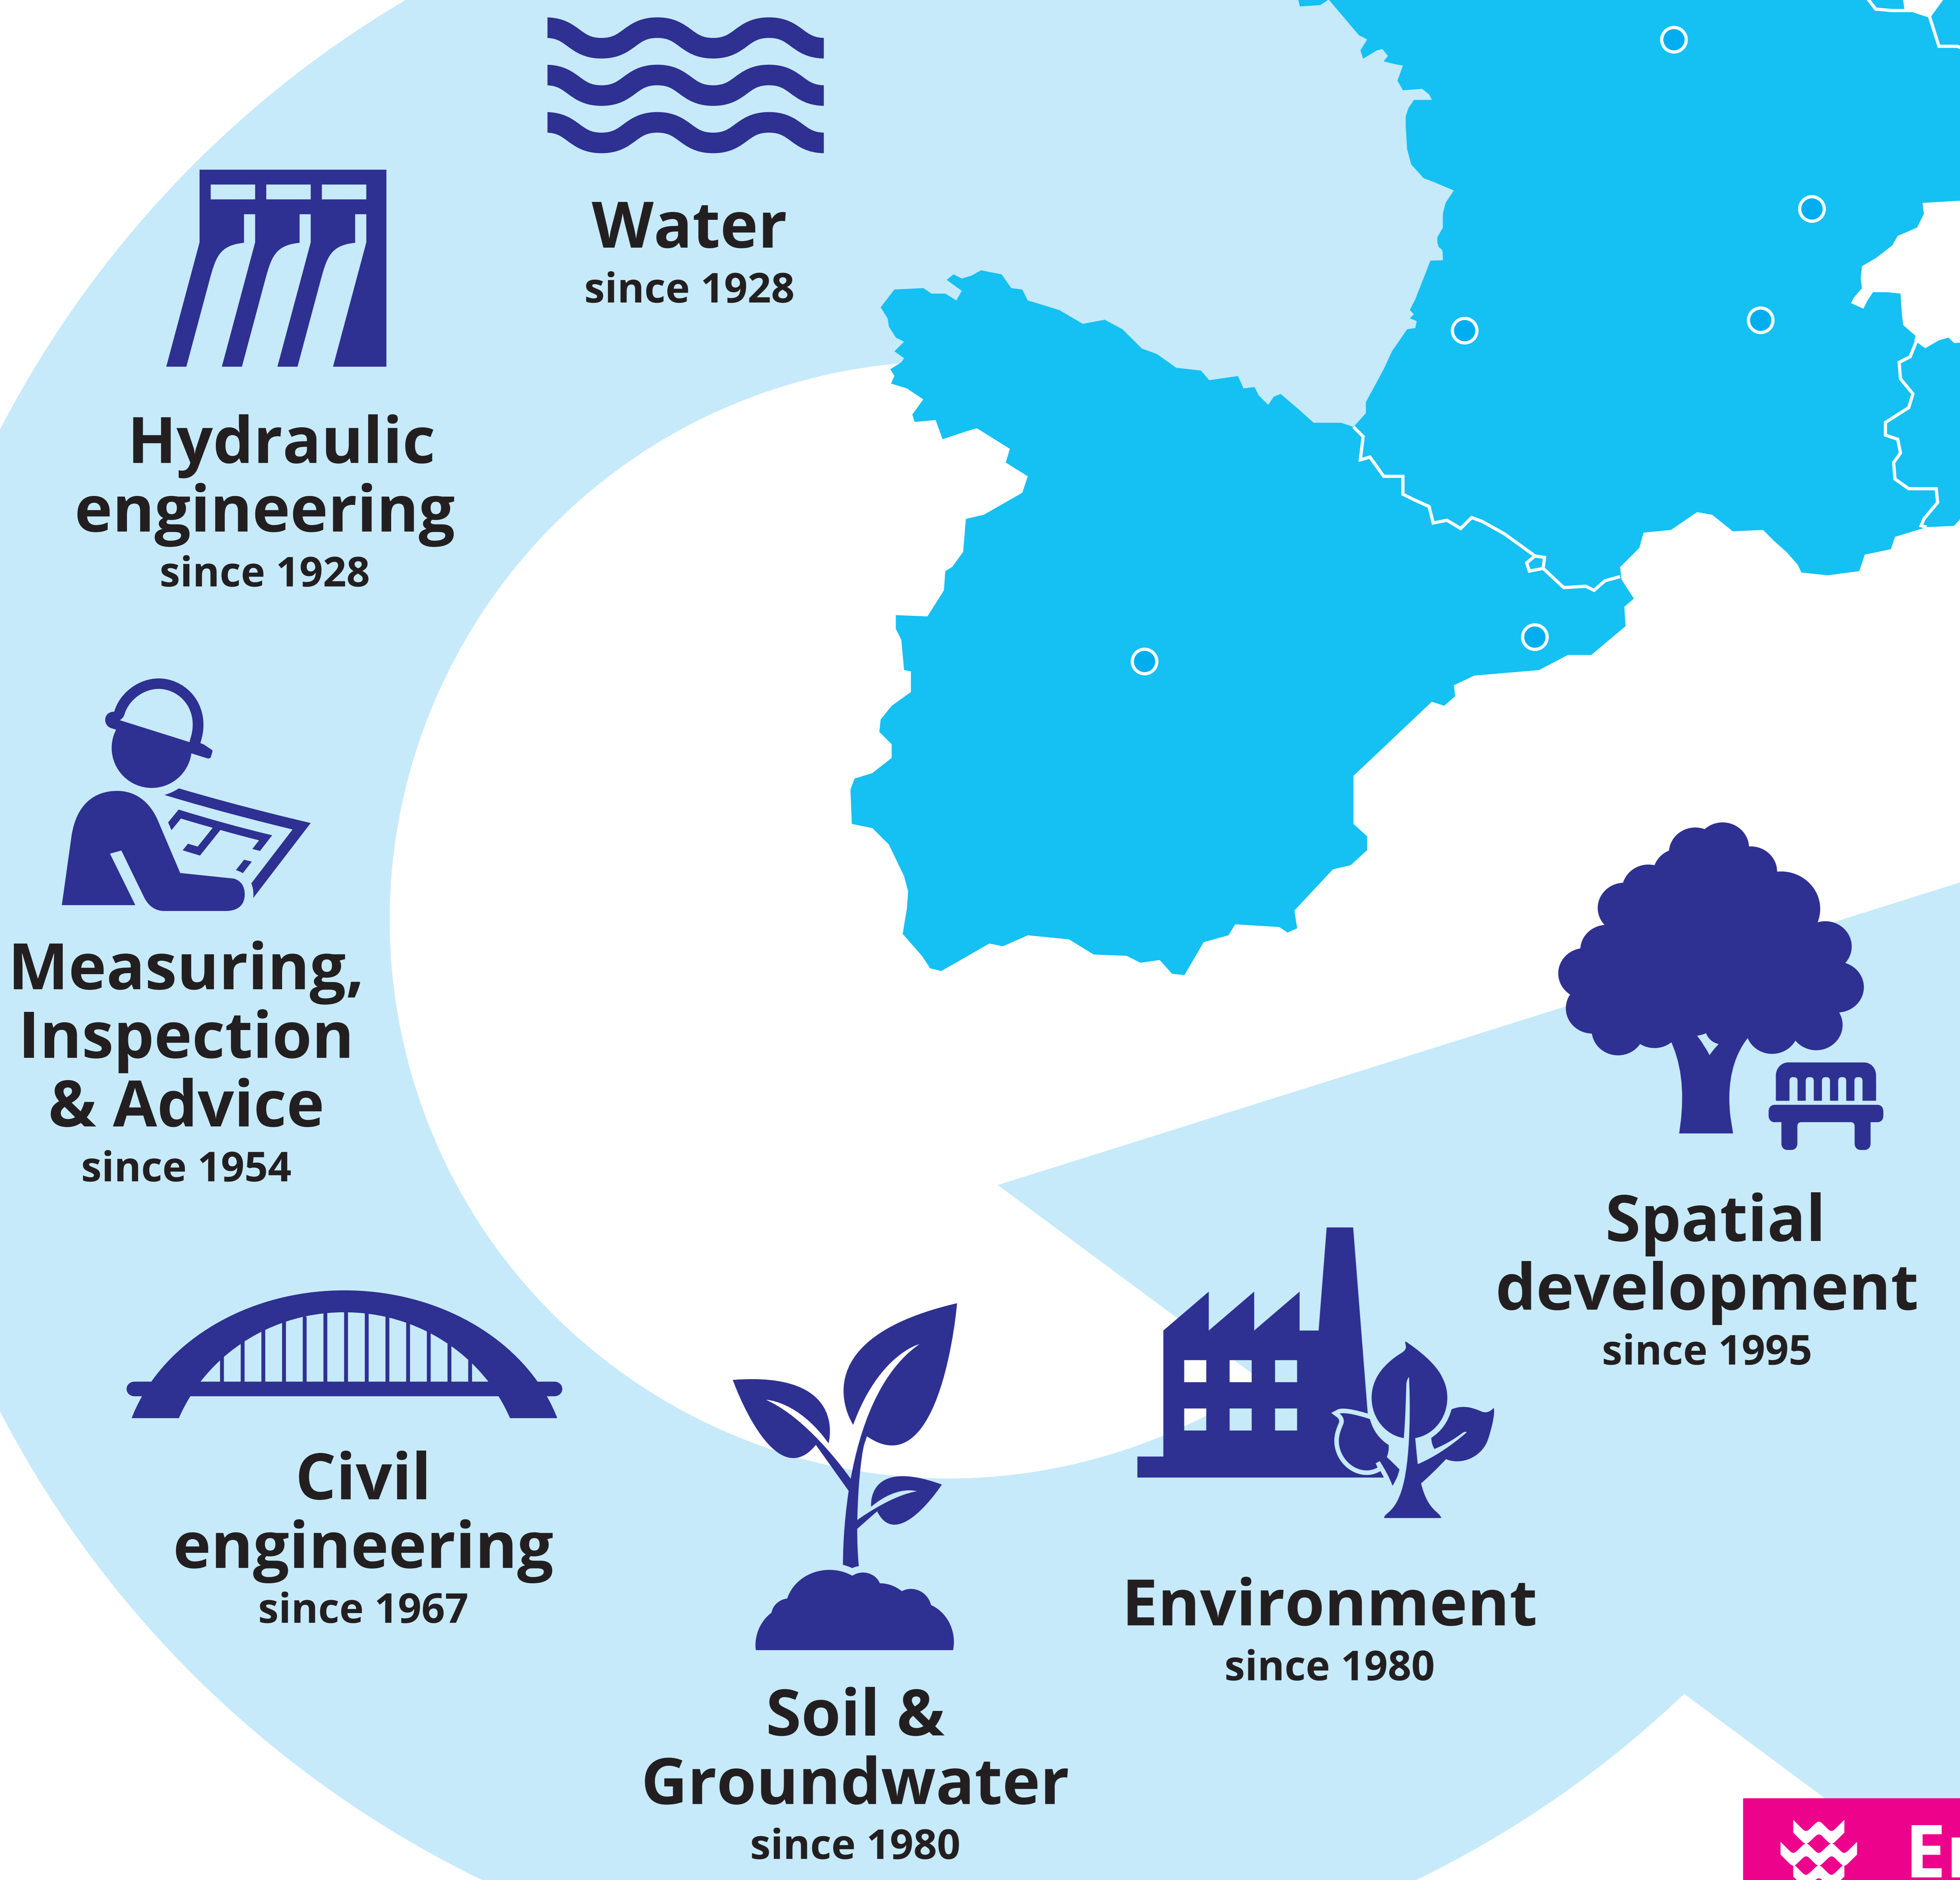 Water
since 1928
Hydraulic
engineering
since 1928
Measuring,
Inspection
& Advice
since 1954
Civil
engineering
since 1967
Soil &
Groundwater
since 1980
Environment
since 1980
Spatial
development
since 1995